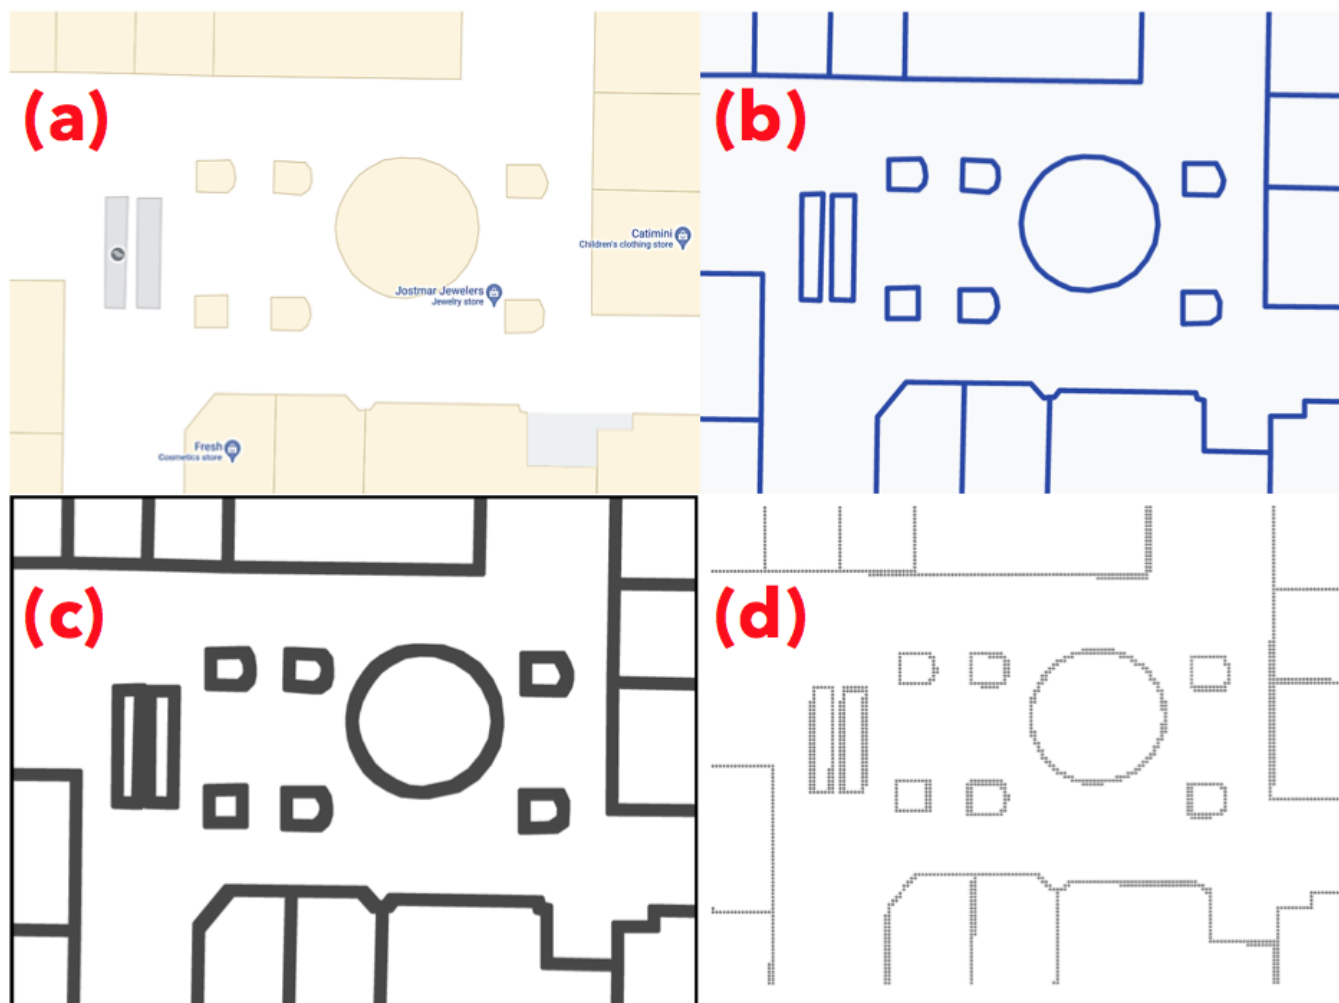 (a)
(b)
Catimini
Children's clothing store
Jostmar Jewelers
Jewelry store
Fresh
Cosmetics store
(c)
(d)